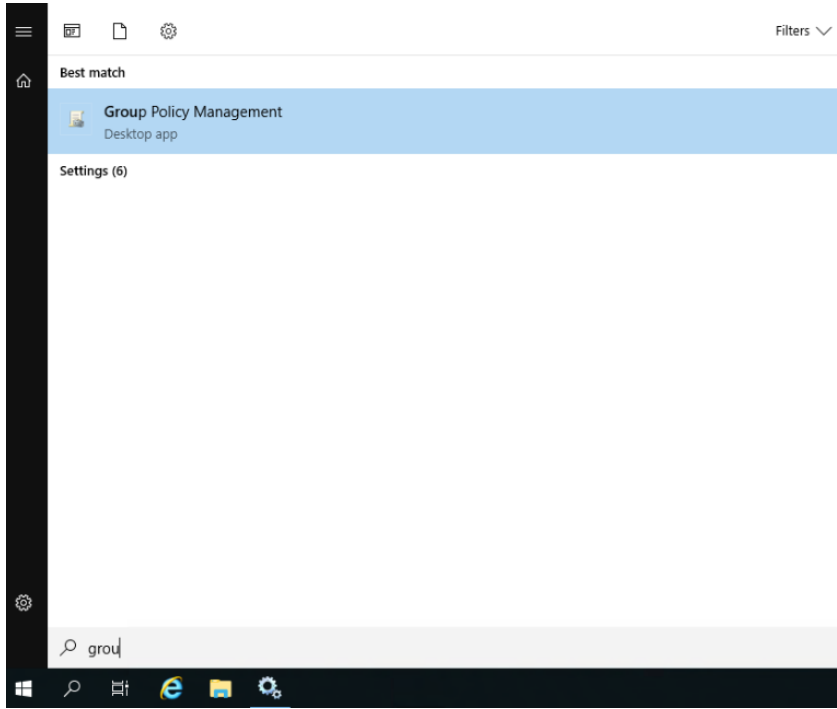 Filters
Best match
Group Policy Management
Desktop app
Settings (6)
grou